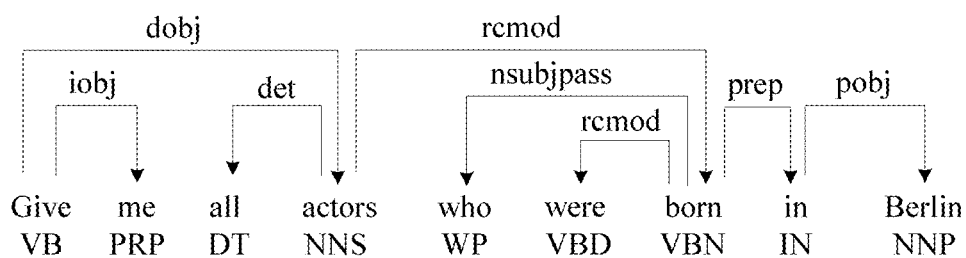 dobj rcmod
iobj det nsubjpass prep pobj
rcmod
Give me all actors who were born in Berlin
VB PRP DT NNS WP VBD VBN IN NNP